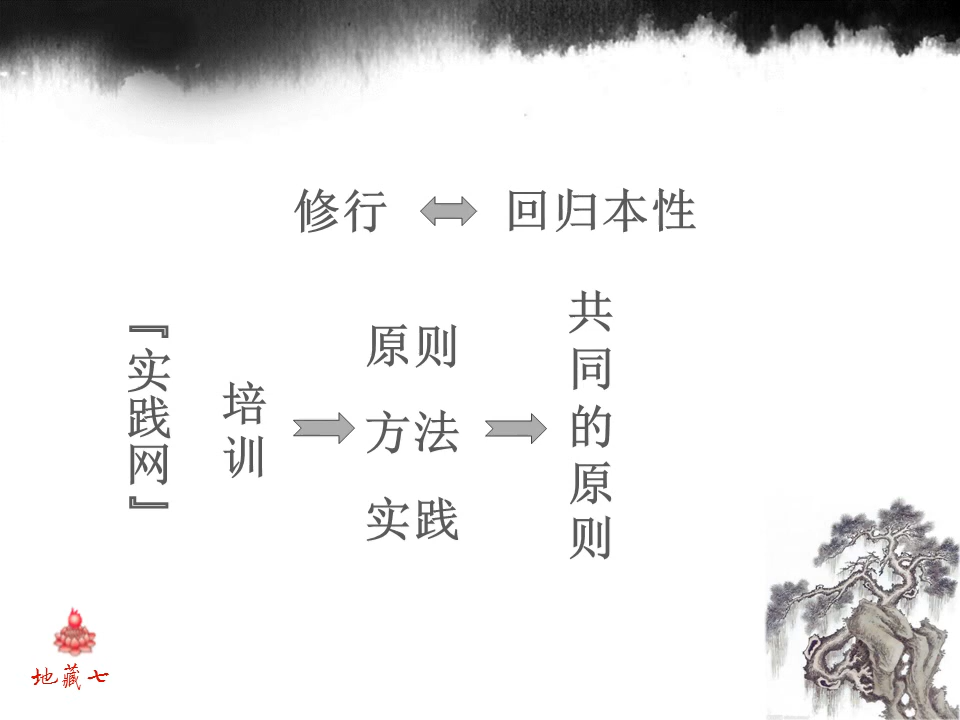 修行 回归本性
『实践网』
培训
原则
方法
实践
共同的原则
地藏七